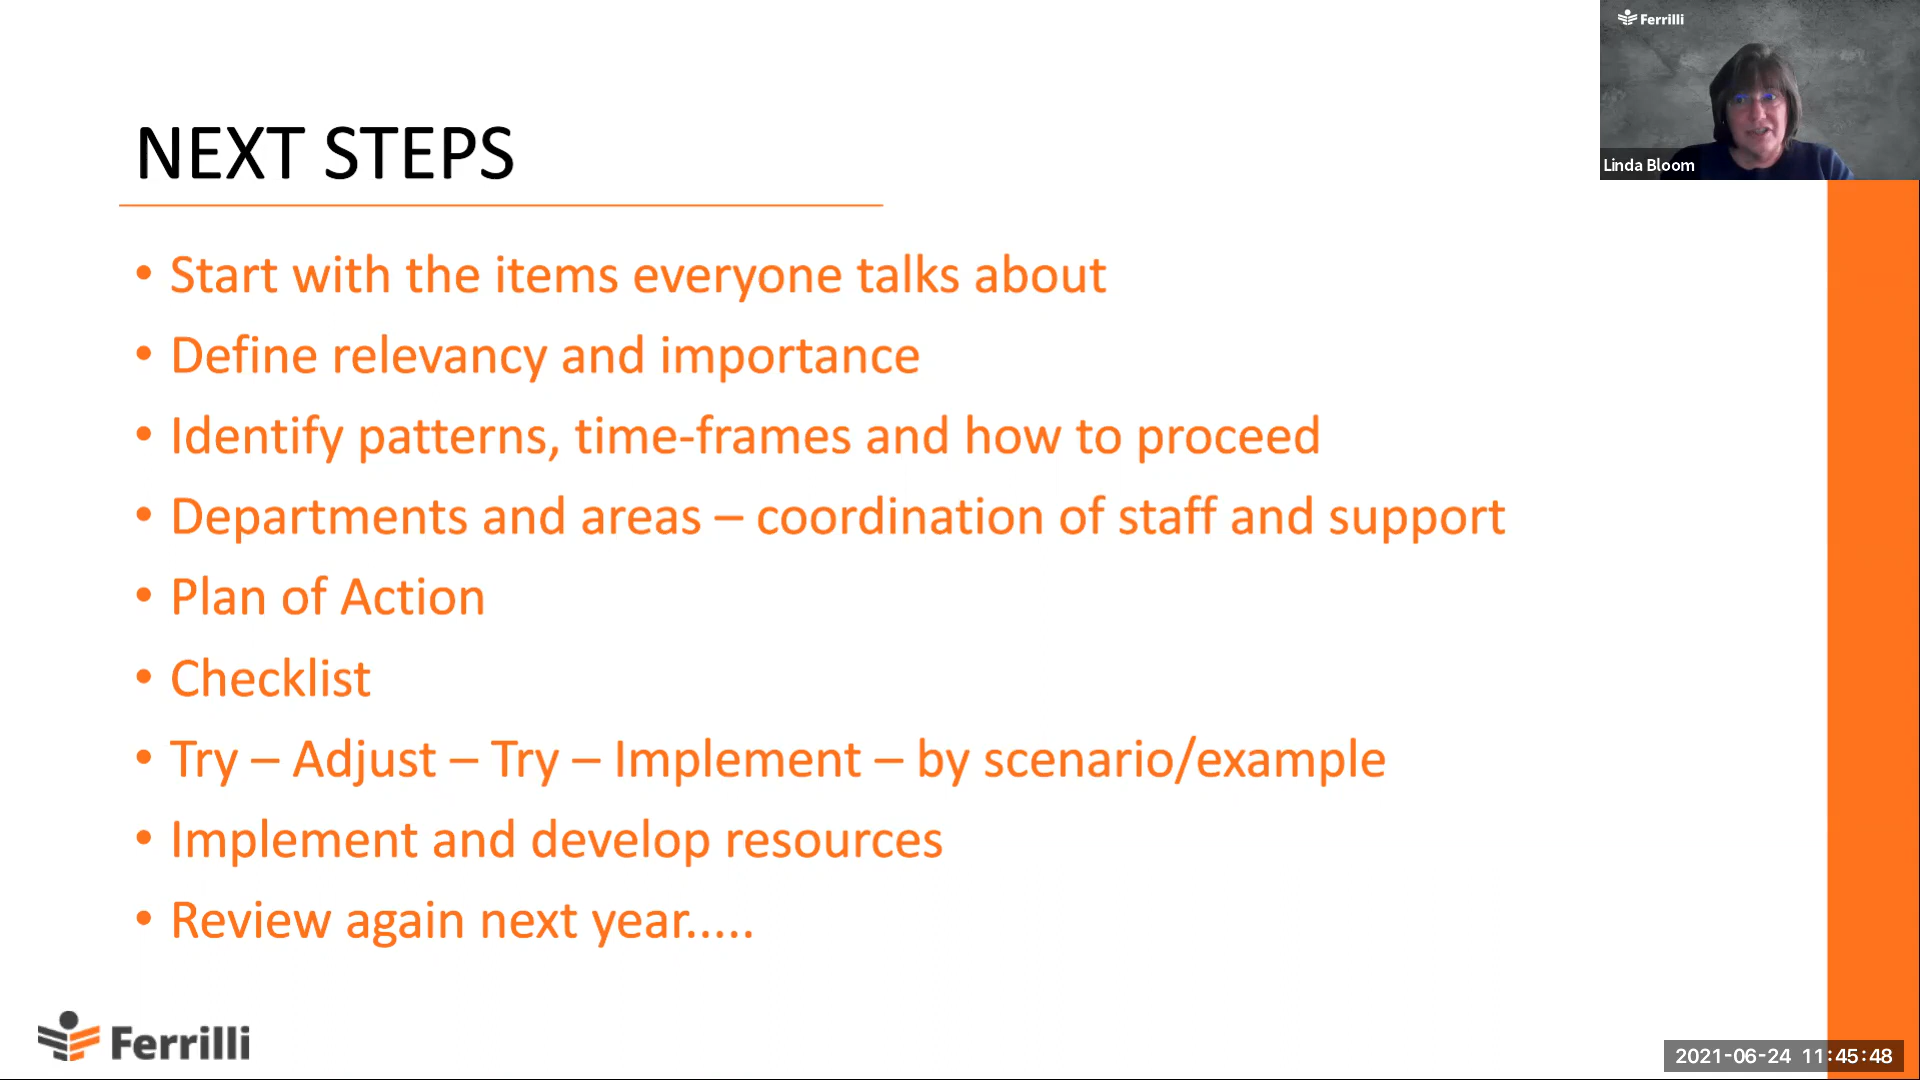 Ferrilli
Linda Bloom
NEXT STEPS
• Start with the items everyone talks about
• Define relevancy and importance
• Identify patterns, time-frames and how to proceed
• Departments and areas – coordination of staff and support
• Plan of Action
• Checklist
• Try – Adjust – Try – Implement – by scenario/example
• Implement and develop resources
• Review again next year.....
Ferrilli
2021-06-24 11:45:48